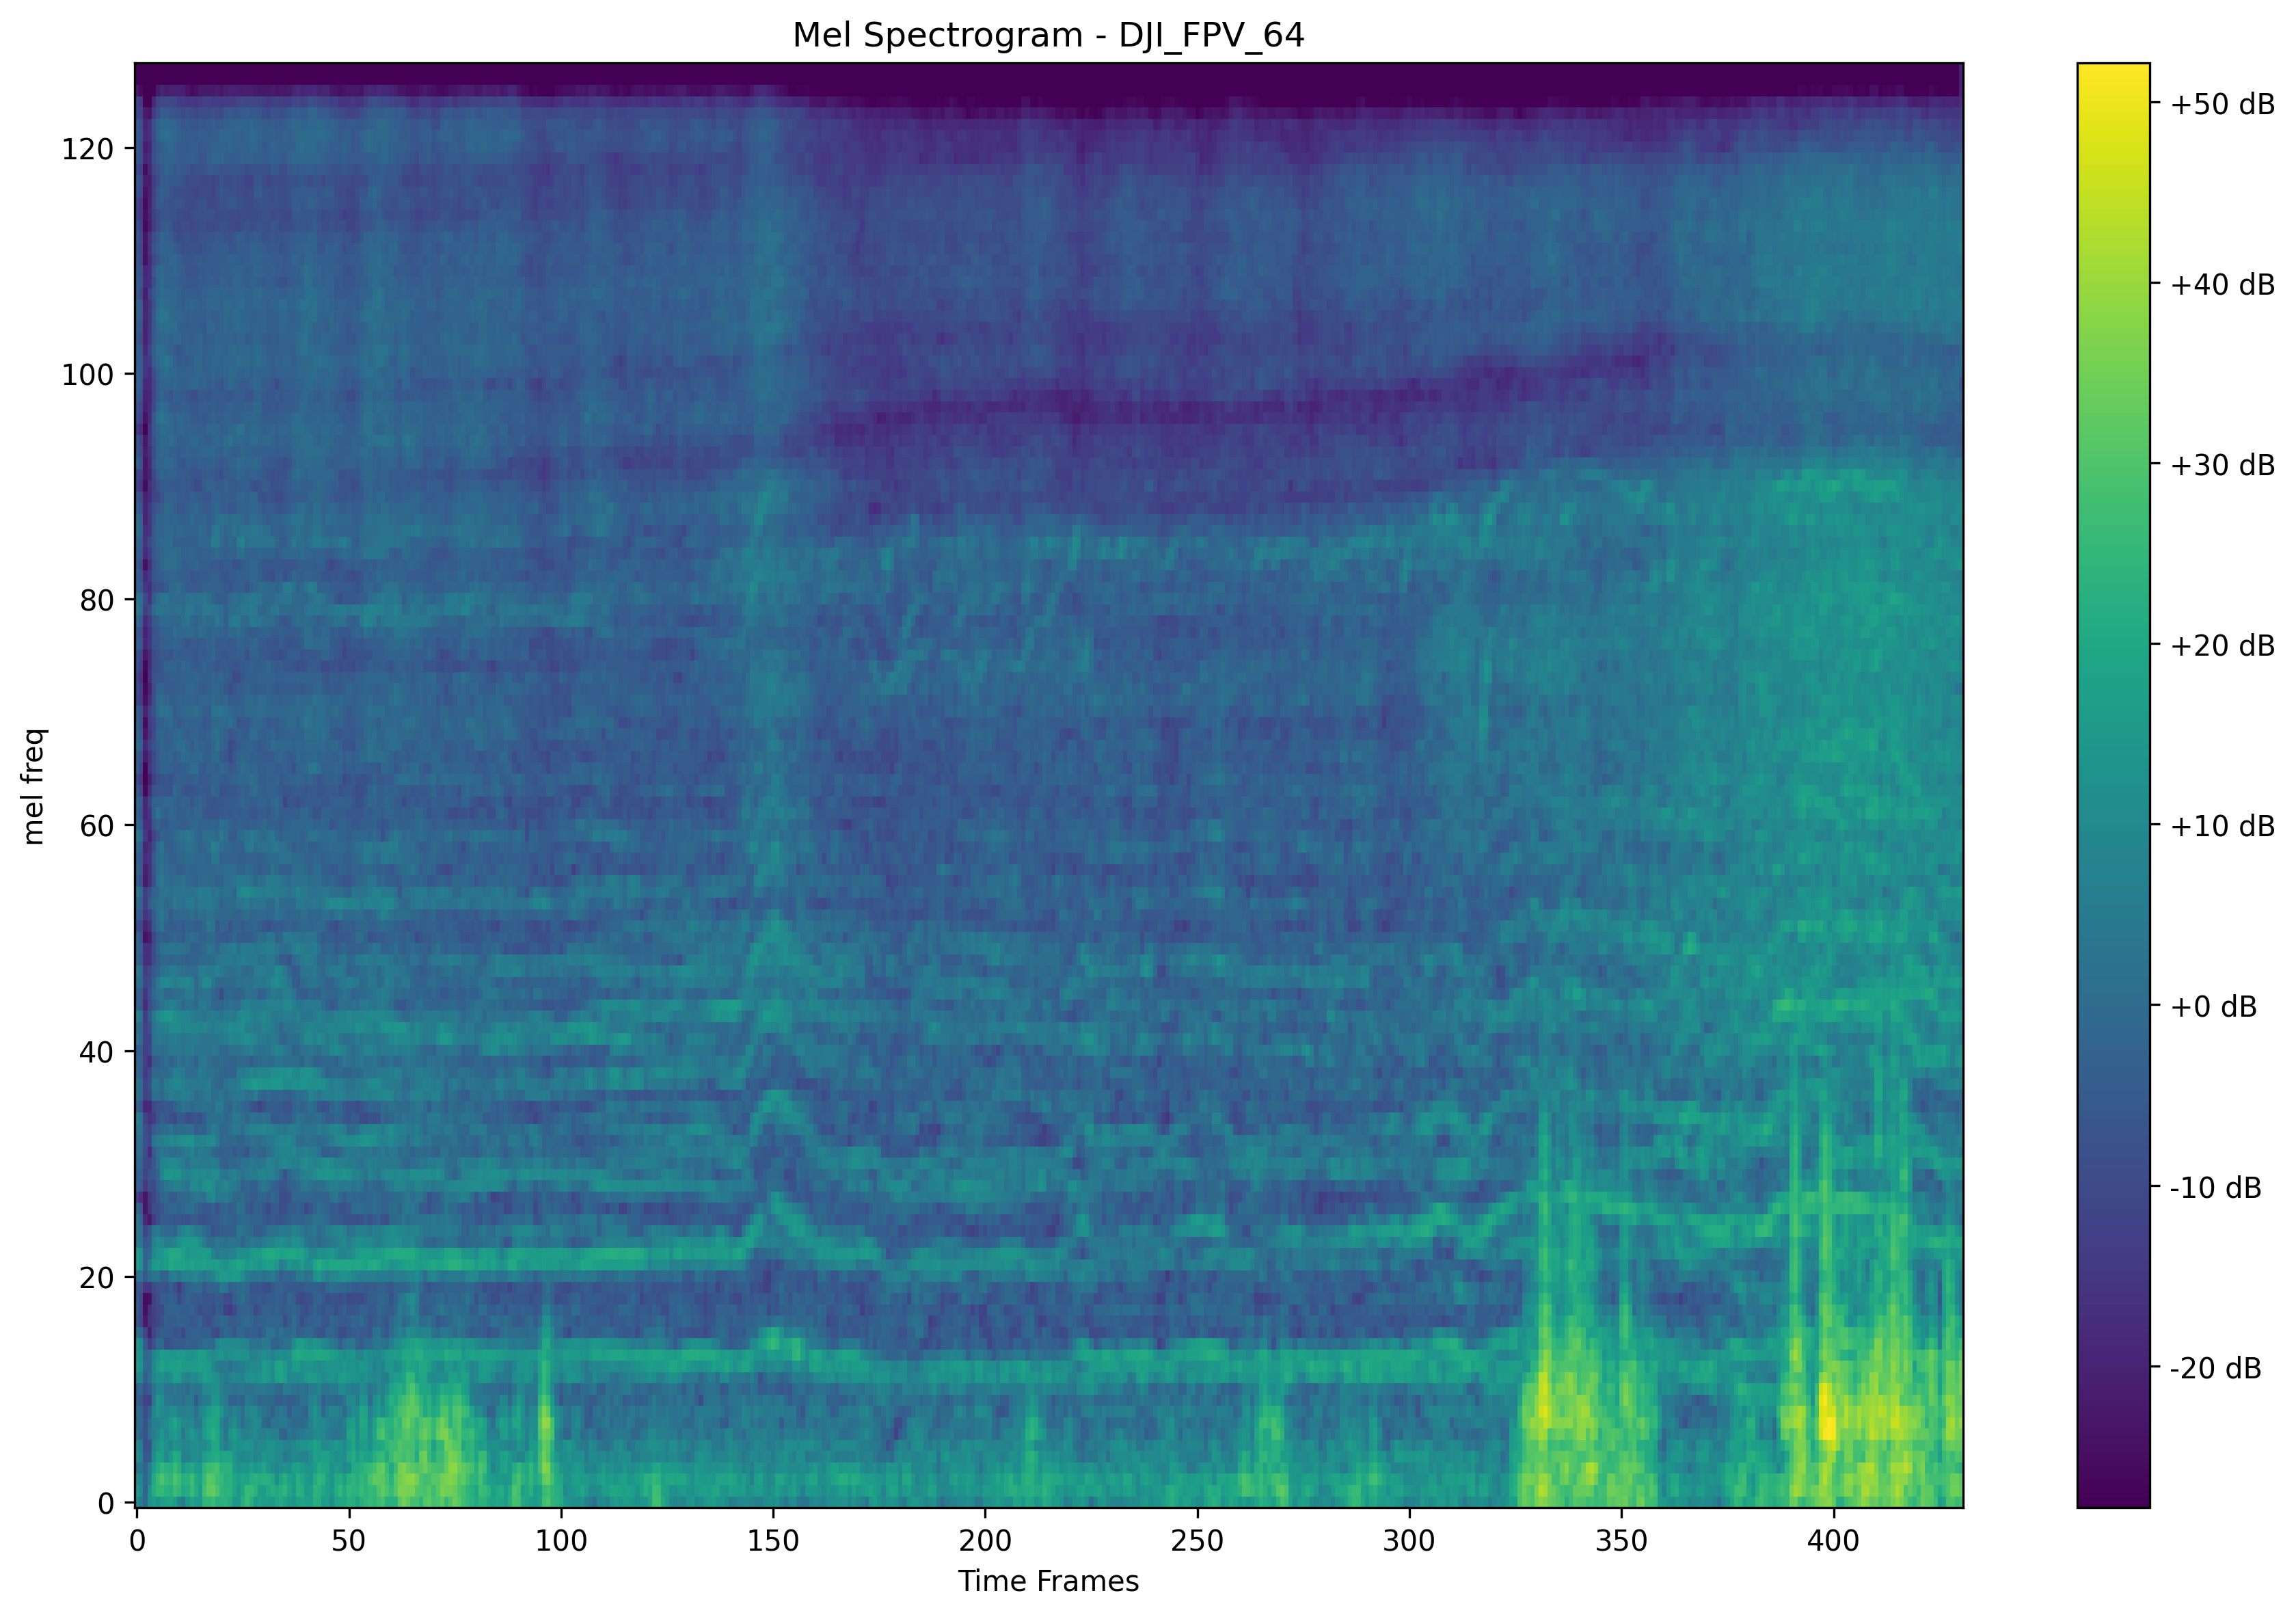 Mel Spectrogram - DJI_FPV_64
mel freq
120
100
80
60
40
20
0
0 50 100 150 200 250 300 350 400
Time Frames
+50 dB
+40 dB
+30 dB
+20 dB
+10 dB
+0 dB
-10 dB
-20 dB